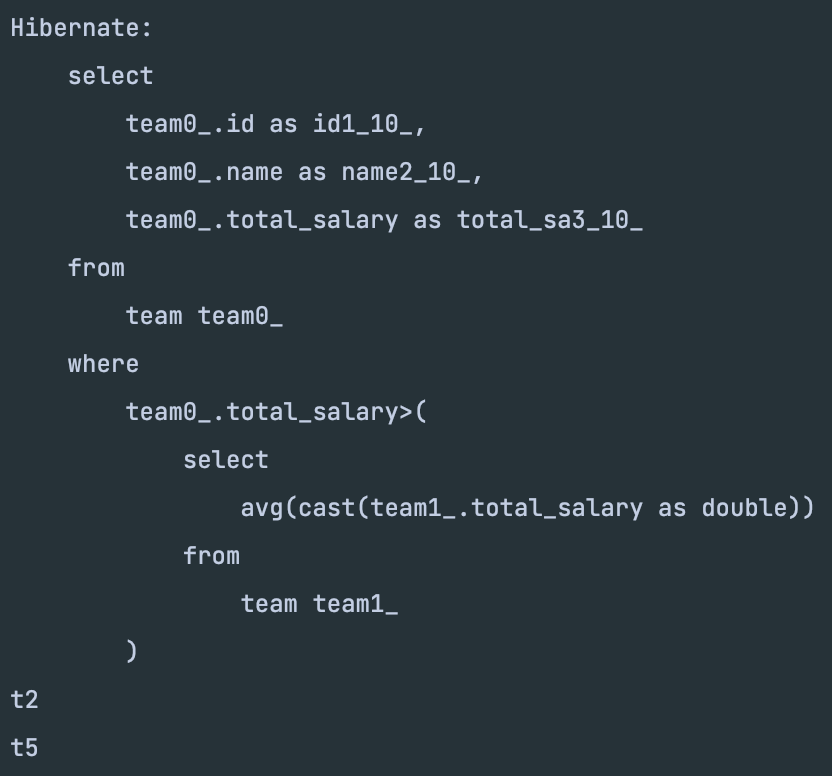 Hibernate:
    select
        team0_.id as id1_10_,
        team0_.name as name2_10_,
        team0_.total_salary as total_sa3_10_
    from
        team team0_
    where
        team0_.total_salary>(
            select
                avg(cast(team1_.total_salary as double))
            from
                team team1_
        )
t2
t5